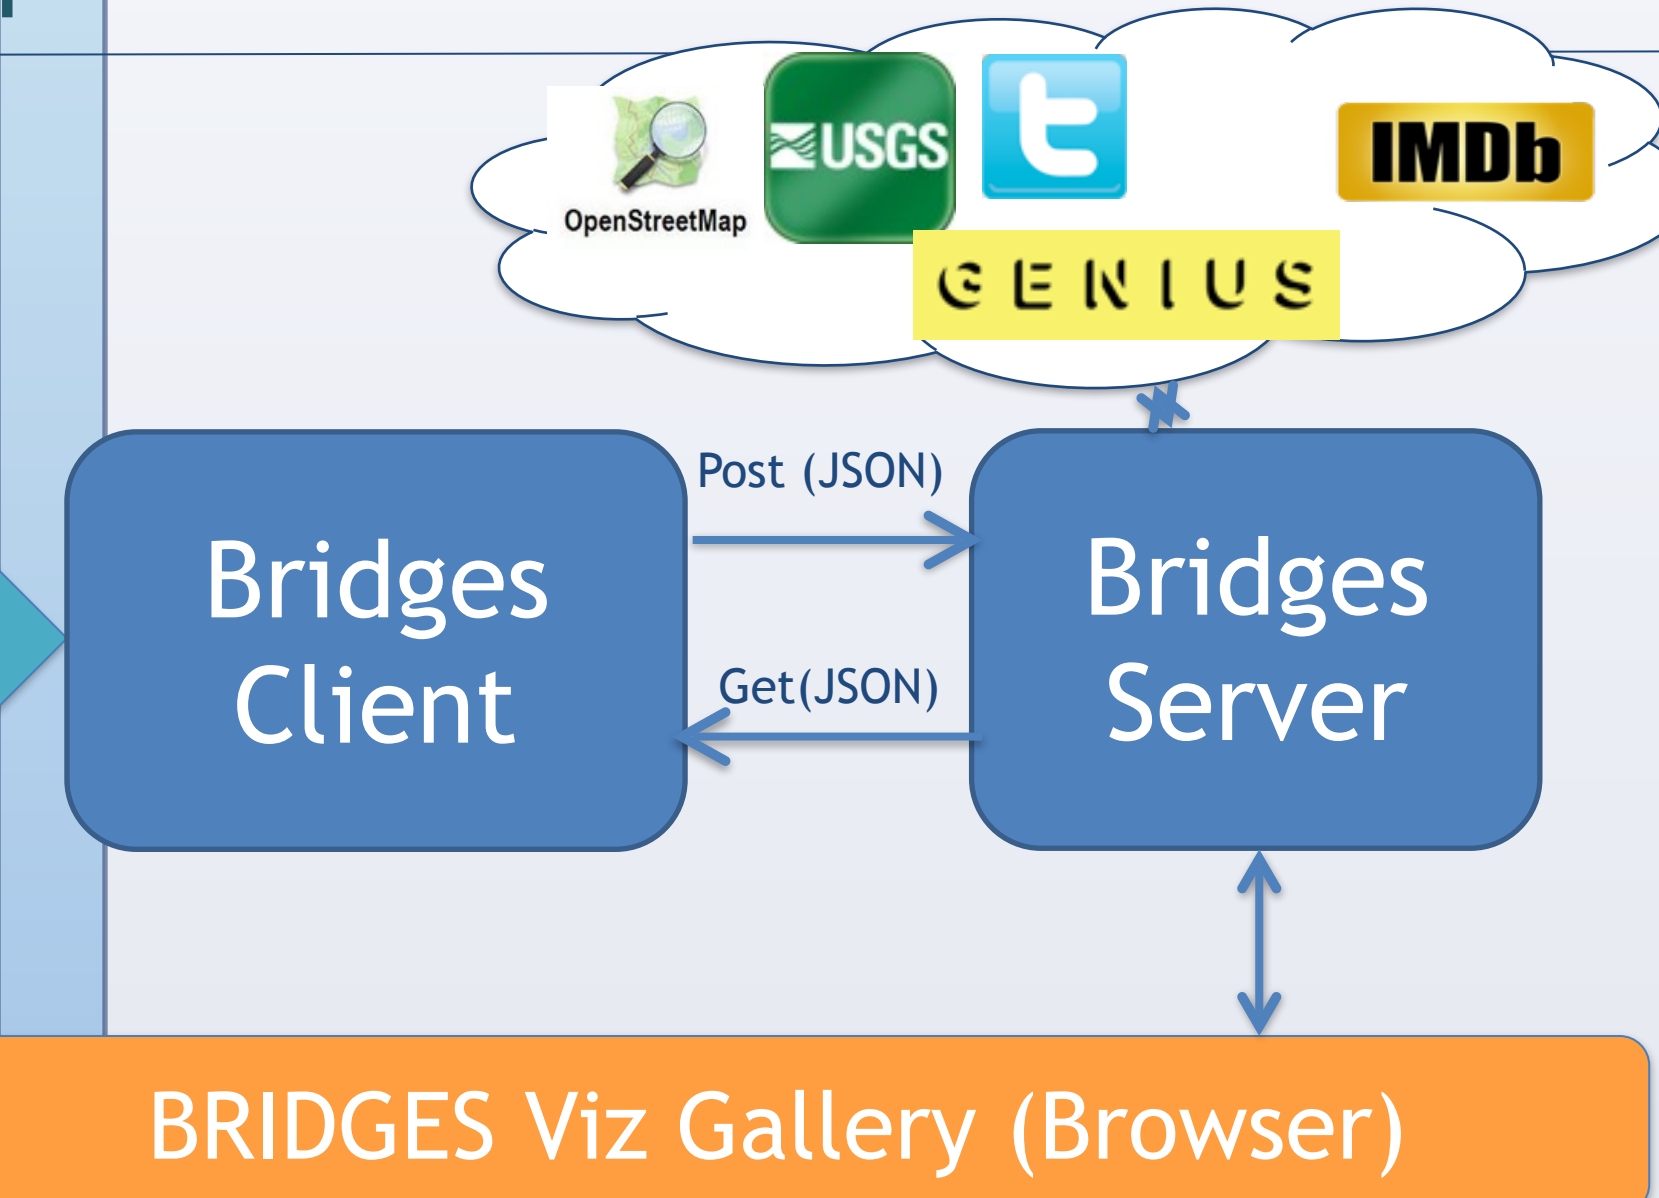 USGS
IMDb
OpenStreetMap
GENIUS
Post (JSON)
Bridges
Client
Bridges
Server
Get(JSON)
BRIDGES Viz Gallery (Browser)